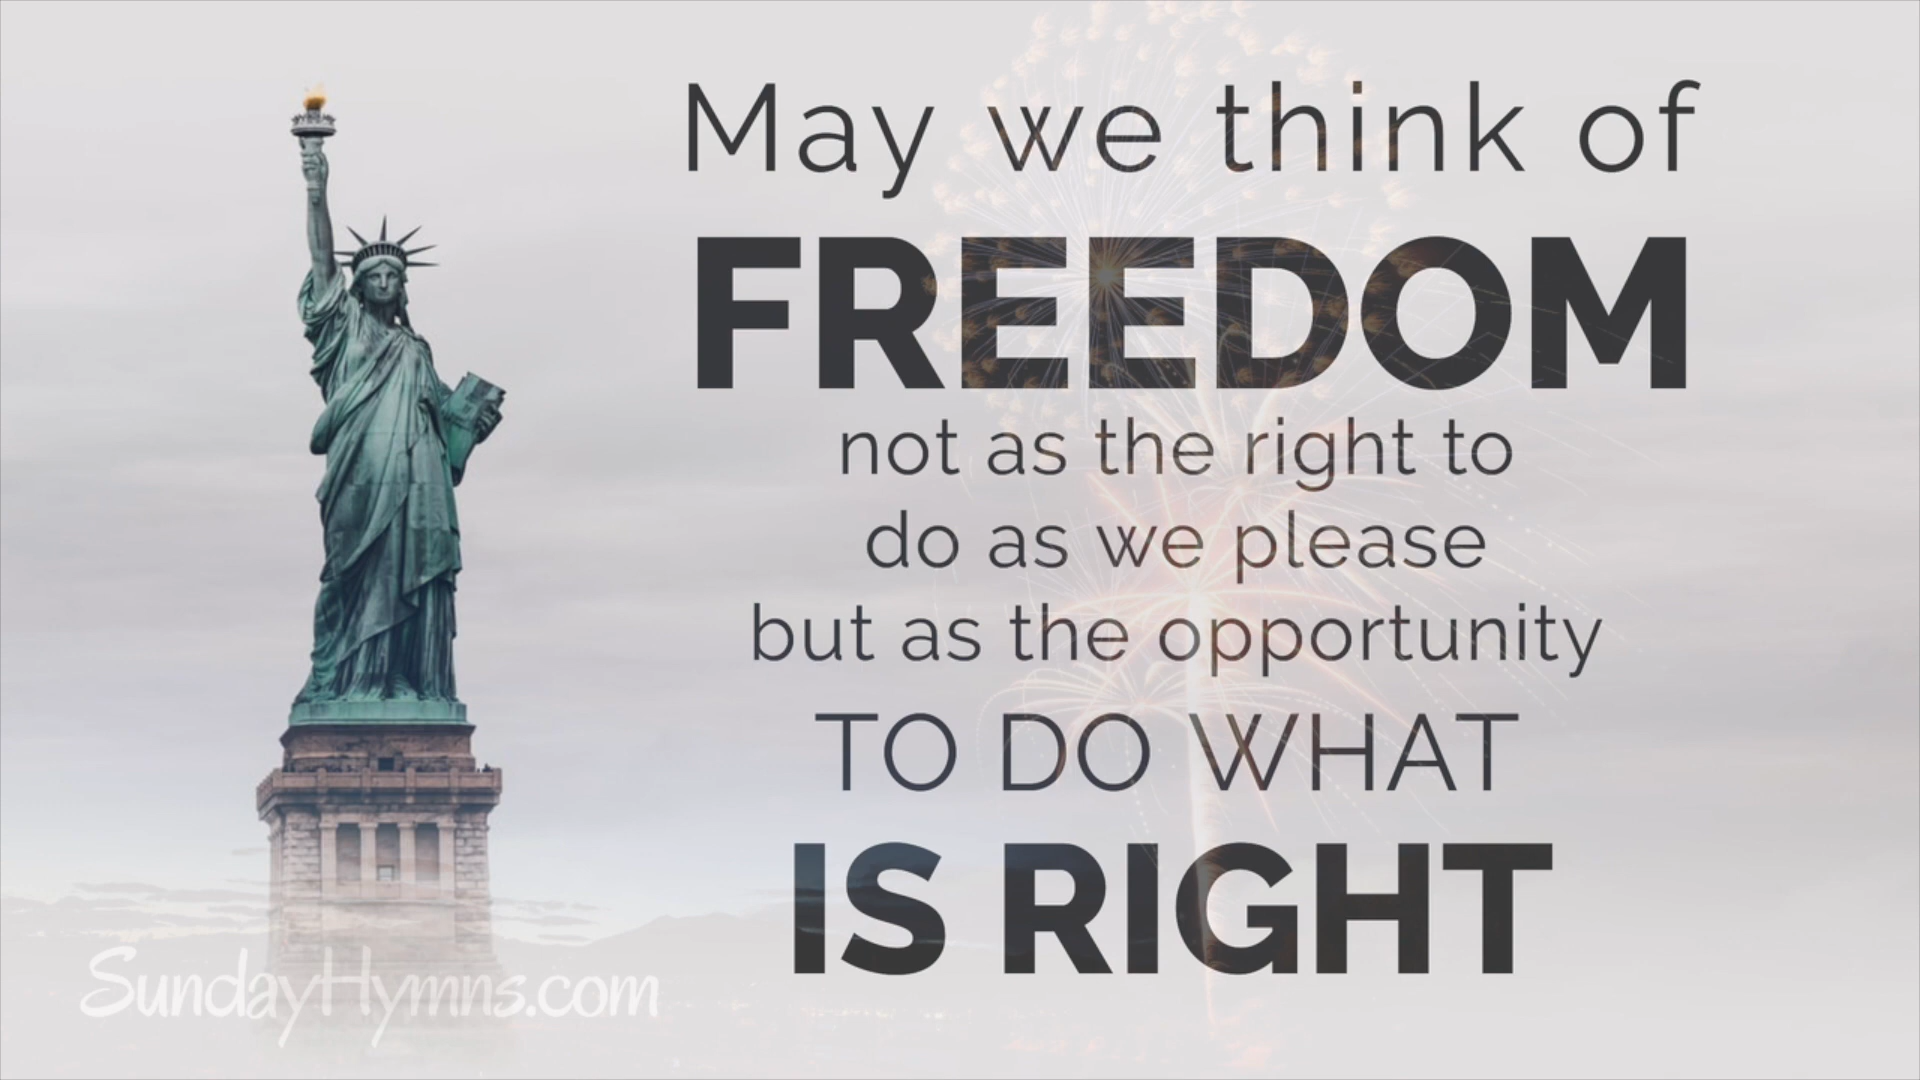 May we think of
FREEDOM
not as the right to
do as we please
but as the opportunity
TO DO WHAT
IS RIGHT
SundayHymns.com